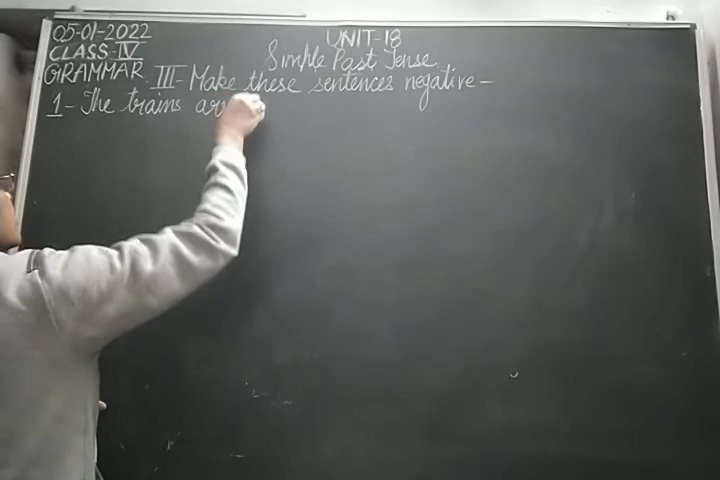 05-01-2022
UNIT-18
CLASS-IV
Simple Past Tense
GRAMMAR III- Make these sentences negative-
1- The trains arr